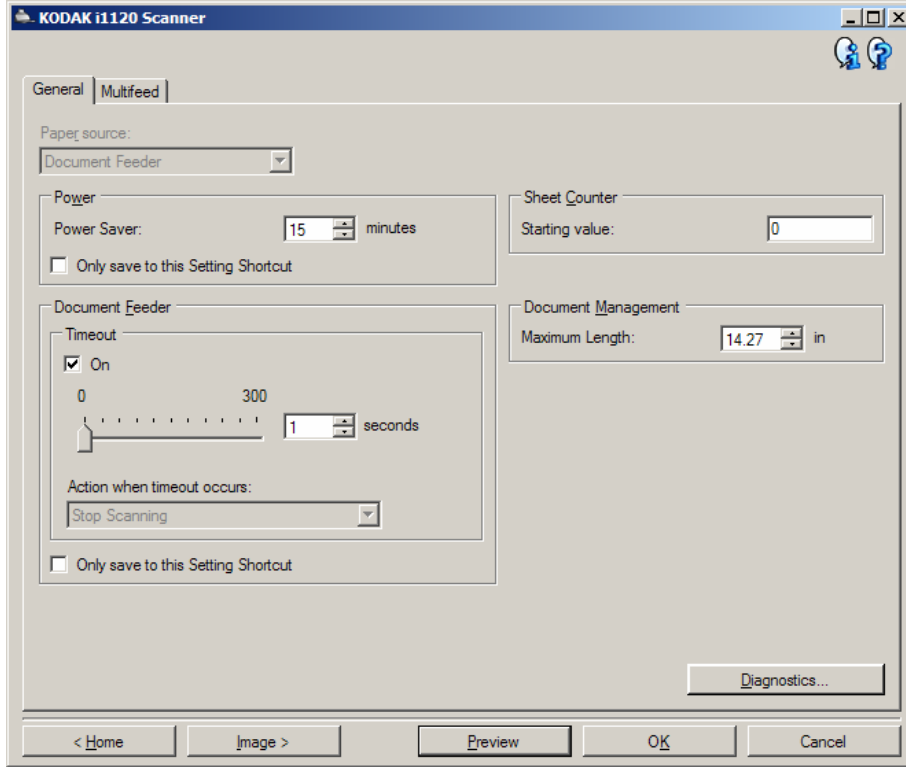 KODAK i1120 Scanner
General Multifeed
Paper source:
Document Feeder
Power
Power Saver: 15 minutes
Only save to this Setting Shortcut
Sheet Counter
Starting value: 0
Document Feeder
Timeout
On
0 300
1 seconds
Action when timeout occurs:
Stop Scanning
Only save to this Setting Shortcut
Document Management
Maximum Length: 14.27 in
Diagnostics...
< Home Image > Preview OK Cancel